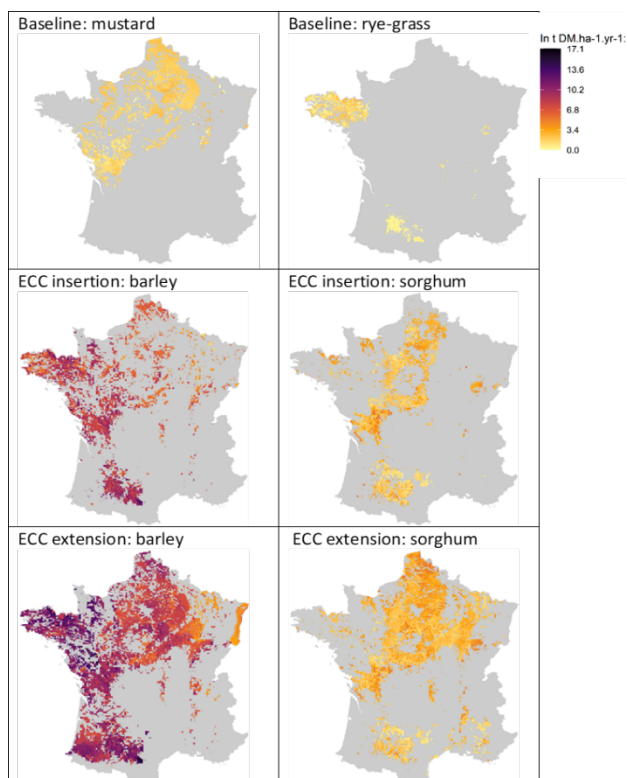 Baseline: mustard
Baseline: rye-grass
In t DM.ha-1.yr-1:
17.1
13.6
10.2
6.8
3.4
0.0
ECC insertion: barley
ECC insertion: sorghum
ECC extension: barley
ECC extension: sorghum